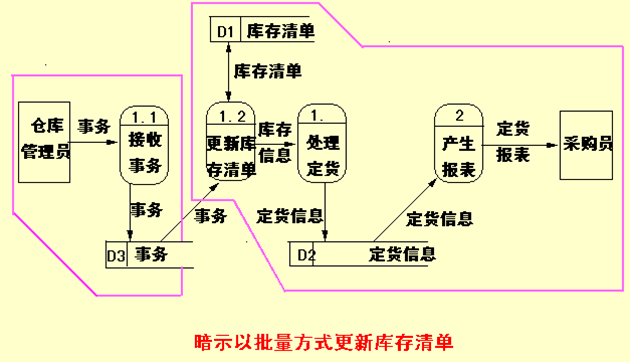 D1 库存清单
库存清单
仓库
管理员
事务
1.1
接收
事务
1.2
更新库
存清单
库存
信息
1.
处理
定货
2
产生
报表
定货
报表
采购员
事务
事务
定货信息
定货信息
D3 事务
D2 定货信息
暗示以批量方式更新库存清单